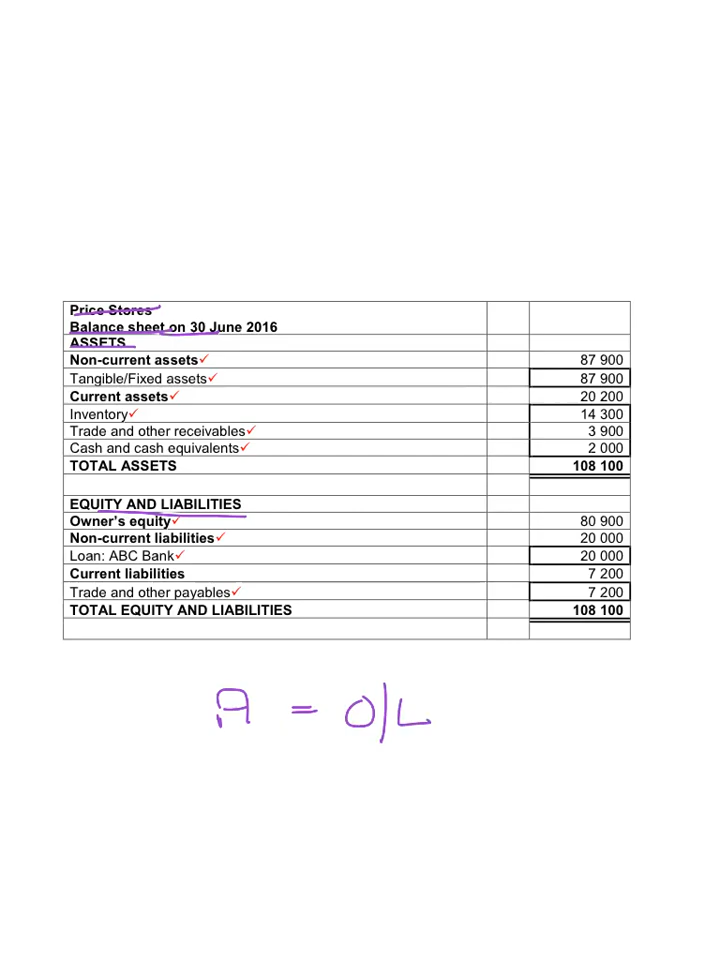 Price Stores
Balance sheet on 30 June 2016
ASSETS
Non-current assets✓ 87 900
Tangible/Fixed assets✓ 87 900
Current assets✓ 20 200
Inventory✓ 14 300
Trade and other receivables✓ 3 900
Cash and cash equivalents✓ 2 000
TOTAL ASSETS 108 100
EQUITY AND LIABILITIES
Owner's equity✓ 80 900
Non-current liabilities✓ 20 000
Loan: ABC Bank✓ 20 000
Current liabilities 7 200
Trade and other payables✓ 7 200
TOTAL EQUITY AND LIABILITIES 108 100
A = O/L